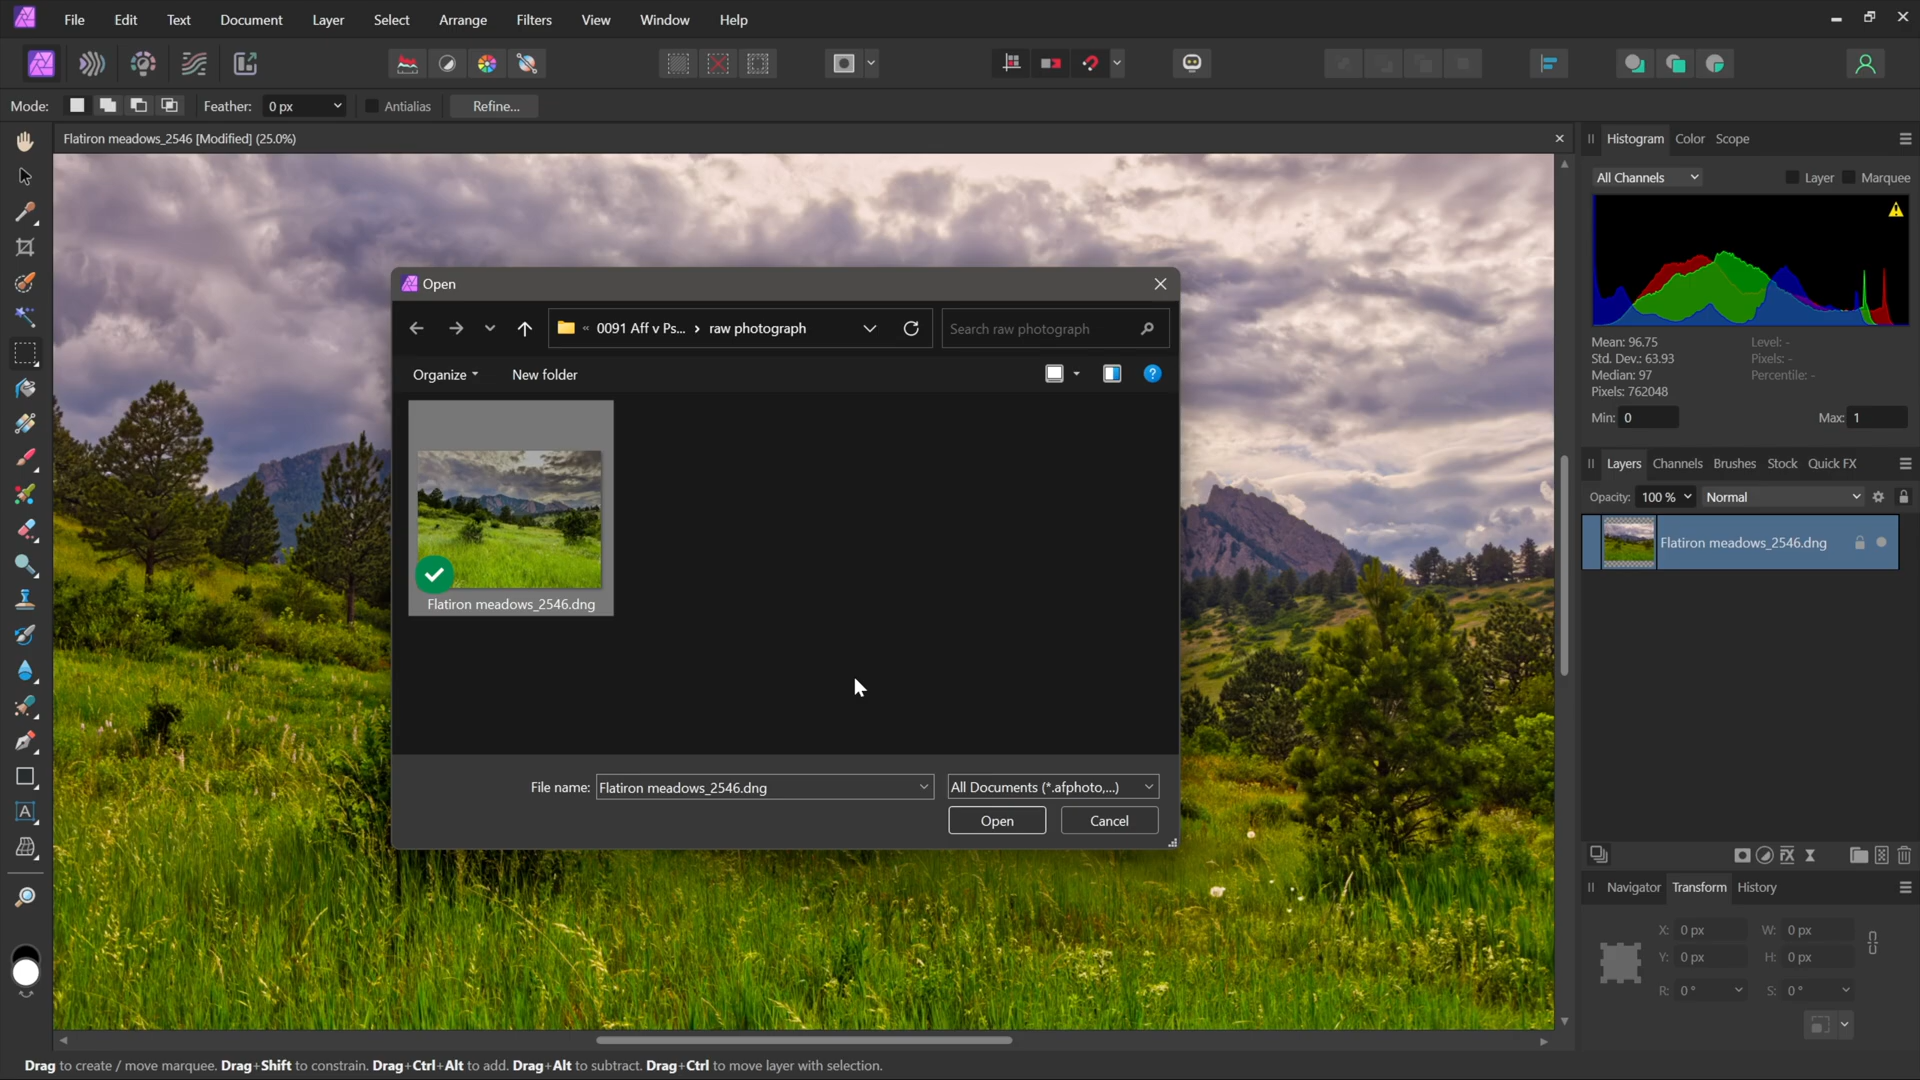 File Edit Text Document Layer Select Arrange Filters View Window Help
Mode: Feather: 0 px Antialias Refine...
Flatiron meadows_2546 [Modified] (25.0%)
Histogram Color Scope
All Channels Layer Marquee
Mean: 96.75 Level: -
Std. Dev.: 63.93 Pixels: -
Median: 97 Percentile: -
Pixels: 762048
Min: 0 Max: 1
Open
« 0091 Aff v Ps... › raw photograph Search raw photograph
Organize New folder
Flatiron meadows_2546.dng
File name: Flatiron meadows_2546.dng All Documents (*.afphoto,...)
Open Cancel
Layers Channels Brushes Stock Quick FX
Opacity: 100 % Normal
Flatiron meadows_2546.dng
Navigator Transform History
X: 0 px W: 0 px
Y: 0 px H: 0 px
R: 0 ° S: 0 °
Drag to create / move marquee. Drag+Shift to constrain. Drag+Ctrl+Alt to add. Drag+Alt to subtract. Drag+Ctrl to move layer with selection.